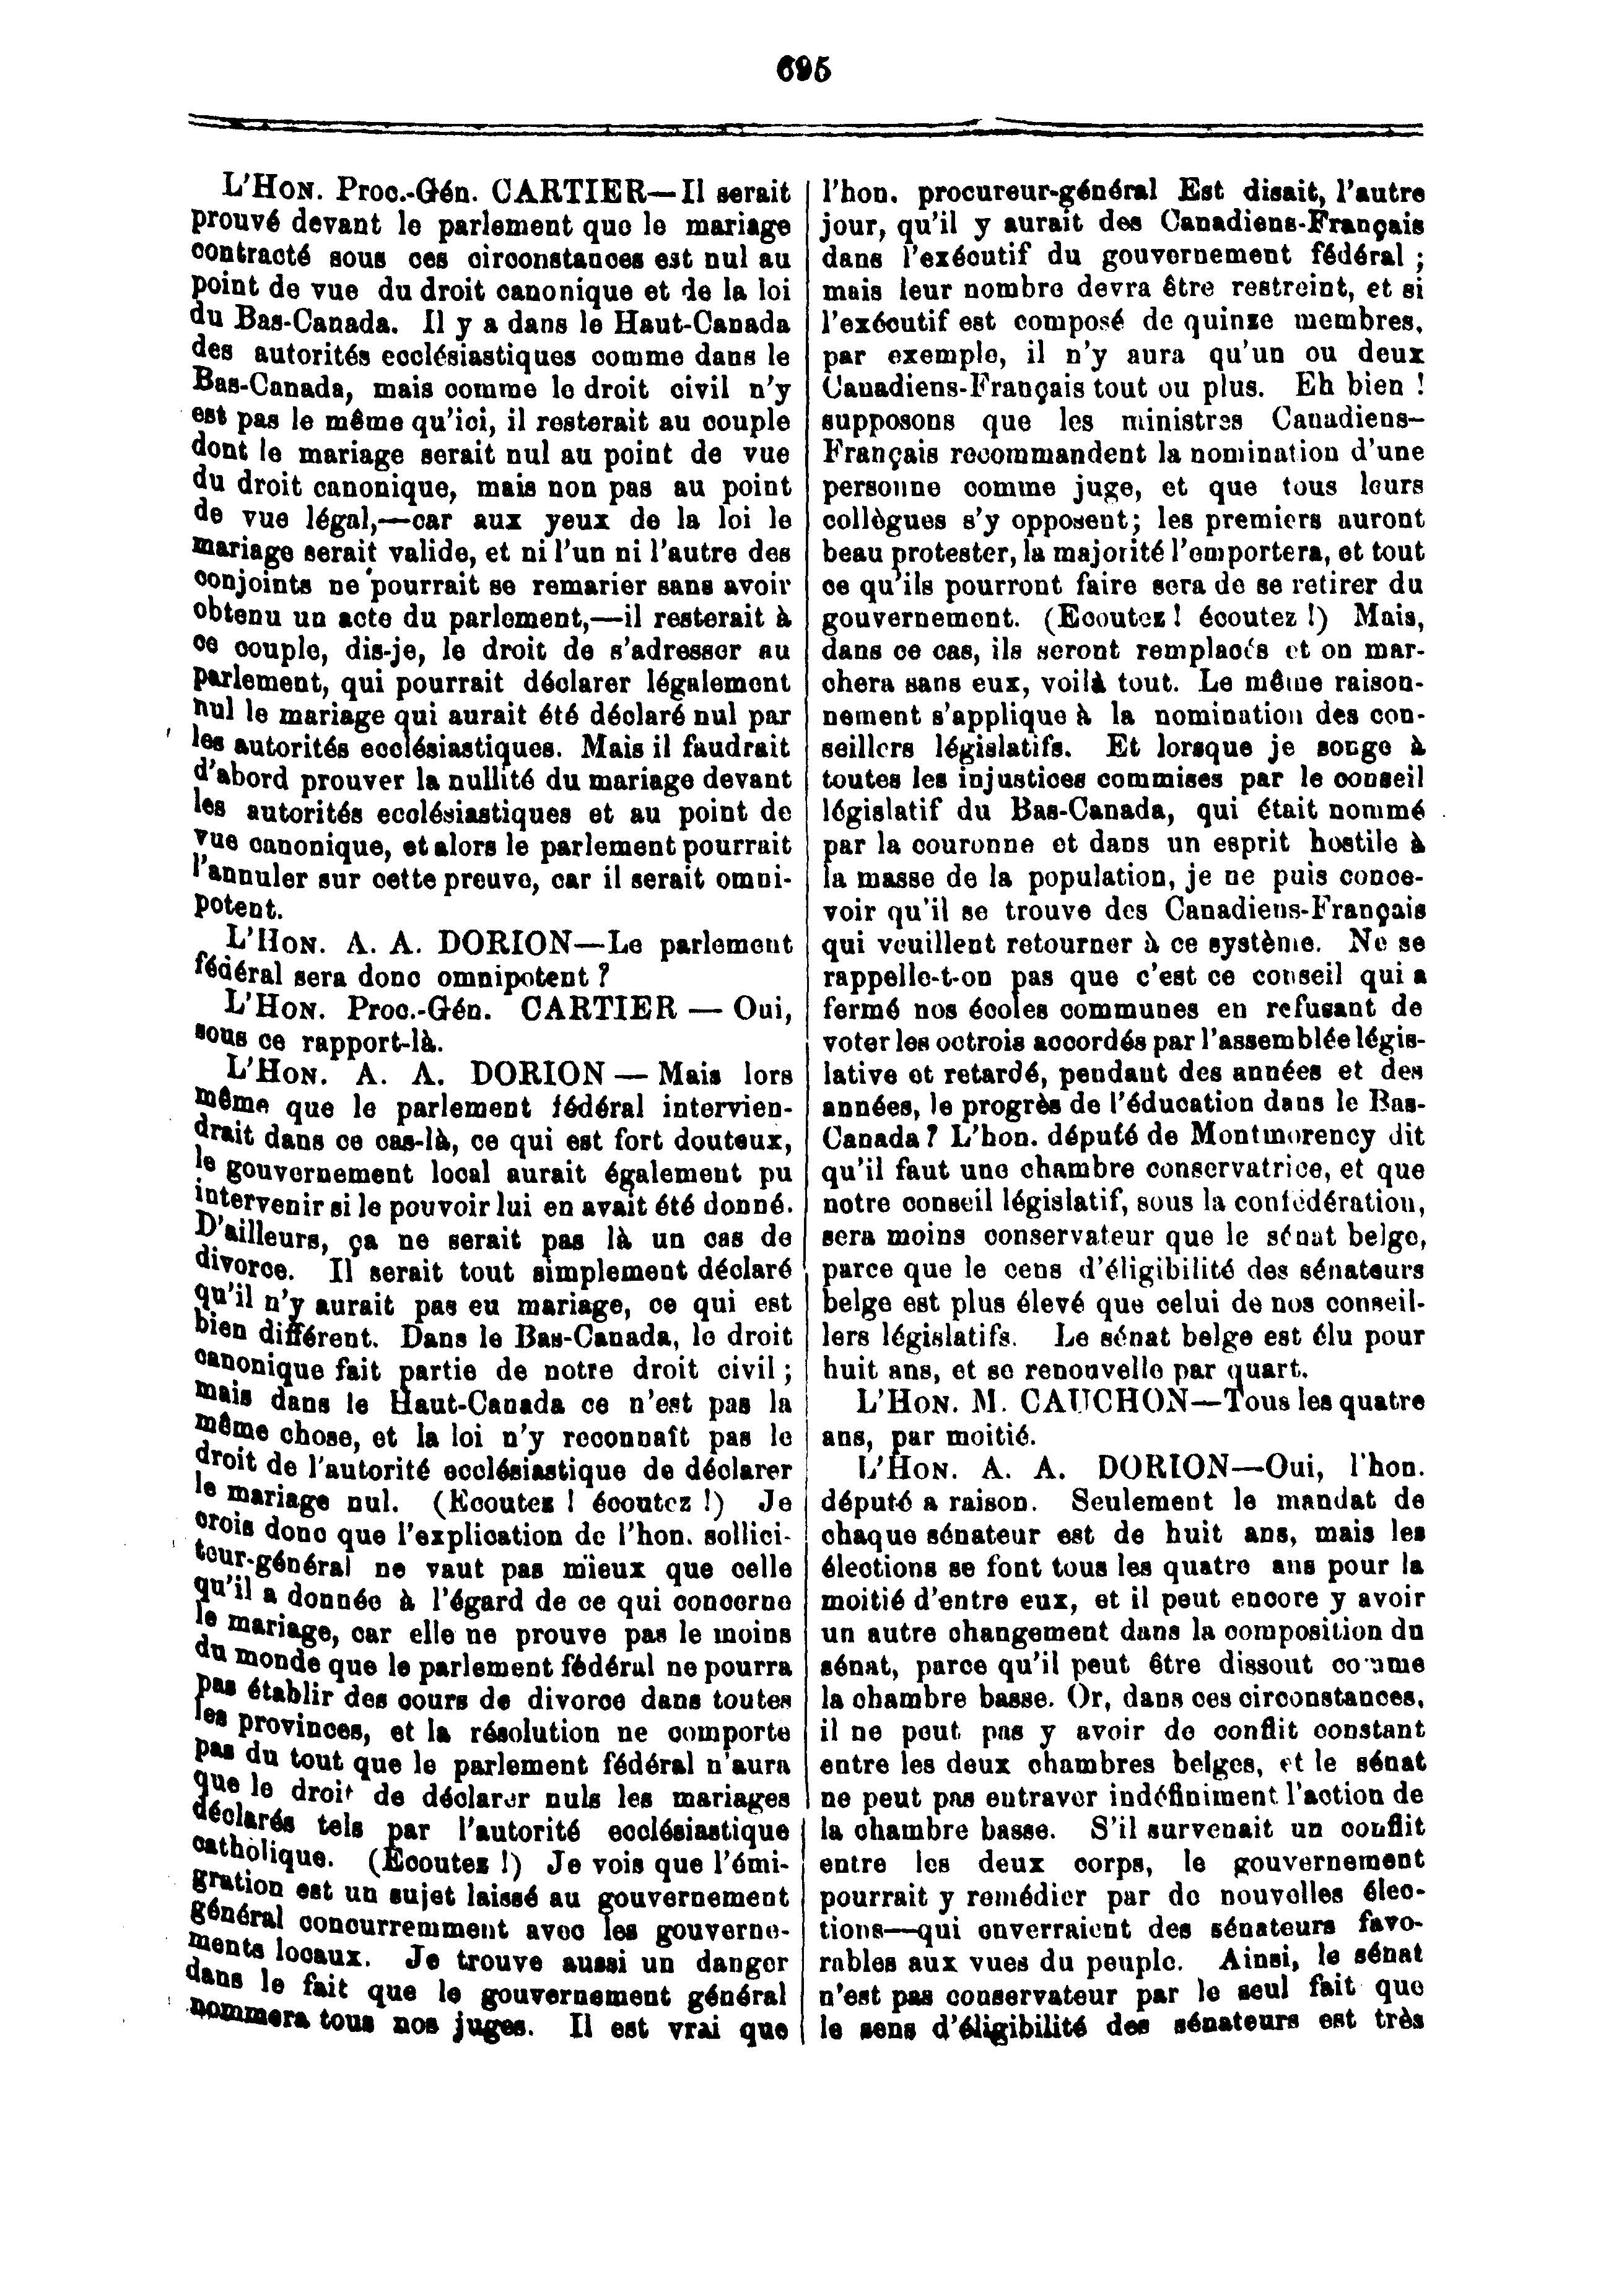 695
L'HON. Proc.-Gén. CARTIER—Il serait
prouvé devant le parlement que le mariage
contracté sous ces circonstances est nul au
point de vue du droit canonique et de la loi
du Bas-Canada. Il y a dans le Haut-Canada
des autorités ecclésiastiques comme dans le
Bas-Canada, mais comme le droit civil n'y
est pas le même qu'ici, il resterait au couple
dont le mariage serait nul au point de vue
du droit canonique, mais non pas au point
de vue légal,—car aux yeux de la loi le
mariage serait valide, et ni l'un ni l'autre des
conjoints ne pourrait se remarier sans avoir
obtenu un acte du parlement,—il resterait à
ce couple, dis-je, le droit de s'adresser au
parlement, qui pourrait déclarer légalement
nul le mariage qui aurait été déclaré nul par
les autorités ecclésiastiques. Mais il faudrait
d'abord prouver la nullité du mariage devant
les autorités ecclésiastiques et au point de
vue canonique, et alors le parlement pourrait
l'annuler sur cette preuve, car il serait omni-
potent.
L'HON. A. A. DORION—Le parlement
fédéral sera donc omnipotent ?
L'HON. Proc.-Gén. CARTIER — Oui,
sous ce rapport-là.
L'HON. A. A. DORION — Mais lors
même que le parlement fédéral intervien-
drait dans ce cas-là, ce qui est fort douteux,
le gouvernement local aurait également pu
intervenir si le pouvoir lui en avait été donné.
D'ailleurs, ça ne serait pas là un cas de
divorce. Il serait tout simplement déclaré
qu'il n'y aurait pas eu mariage, ce qui est
bien différent. Dans le Bas-Canada, le droit
canonique fait partie de notre droit civil ;
mais dans le Haut-Canada ce n'est pas la
même chose, et la loi n'y reconnaît pas le
droit de l'autorité ecclésiastique de déclarer
le mariage nul. (Ecoutez ! écoutez !) Je
crois donc que l'explication de l'hon. sollici-
teur-général ne vaut pas mieux que celle
qu'il a donnée à l'égard de ce qui concerne
le mariage, car elle ne prouve pas le moins
du monde que le parlement fédéral ne pourra
pas établir des cours de divorce dans toutes
les provinces, et la résolution ne comporte
pas du tout que le parlement fédéral n'aura
que le droit de déclarer nuls les mariages
déclarés tels par l'autorité ecclésiastique
catholique. (Ecoutez !) Je vois que l'émi-
gration est un sujet laissé au gouvernement
général concurremment avec les gouverne-
ments locaux. Je trouve aussi un danger
dans le fait que le gouvernement général
nommera tous nos juges. Il est vrai que
l'hon. procureur-général Est disait, l'autre
jour, qu'il y aurait des Canadiens-Français
dans l'exécutif du gouvernement fédéral ;
mais leur nombre devra être restreint, et si
l'exécutif est composé de quinze membres,
par exemple, il n'y aura qu'un ou deux
Canadiens-Français tout ou plus. Eh bien !
supposons que les ministres Canadiens-
Français recommandent la nomination d'une
personne comme juge, et que tous leurs
collègues s'y opposent; les premiers auront
beau protester, la majorité l'emportera, et tout
ce qu'ils pourront faire sera de se retirer du
gouvernement. (Ecoutez ! écoutez !) Mais,
dans ce cas, ils seront remplacés et on mar-
chera sans eux, voilà tout. Le même raison-
nement s'applique à la nomination des con-
seillers législatifs. Et lorsque je songe à
toutes les injustices commises par le conseil
législatif du Bas-Canada, qui était nommé
par la couronne et dans un esprit hostile à
la masse de la population, je ne puis conce-
voir qu'il se trouve des Canadiens-Français
qui veuillent retourner à ce système. Ne se
rappelle-t-on pas que c'est ce conseil qui a
fermé nos écoles communes en refusant de
voter les octrois accordés par l'assemblée légis-
lative et retardé, pendant des années et des
années, le progrès de l'éducation dans le Bas-
Canada ? L'hon. député de Montmorency dit
qu'il faut une chambre conservatrice, et que
notre conseil législatif, sous la confédération,
sera moins conservateur que le sénat belge,
parce que le cens d'éligibilité des sénateurs
belge est plus élevé que celui de nos conseil-
lers législatifs. Le sénat belge est élu pour
huit ans, et se renouvelle par quart.
L'HON. M. CAUCHON—Tous les quatre
ans, par moitié.
L'HON. A. A. DORION—Oui, l'hon.
député a raison. Seulement le mandat de
chaque sénateur est de huit ans, mais les
élections se font tous les quatre ans pour la
moitié d'entre eux, et il peut encore y avoir
un autre changement dans la composition du
sénat, parce qu'il peut être dissout comme
la chambre basse. Or, dans ces circonstances,
il ne peut pas y avoir de conflit constant
entre les deux chambres belges, et le sénat
ne peut pas entraver indéfiniment l'action de
la chambre basse. S'il survenait un conflit
entre les deux corps, le gouvernement
pourrait y remédier par de nouvelles élec-
tions—qui enverraient des sénateurs favo-
rables aux vues du peuple. Ainsi, le sénat
n'est pas conservateur par le seul fait que
le sens d'éligibilité des sénateurs est très